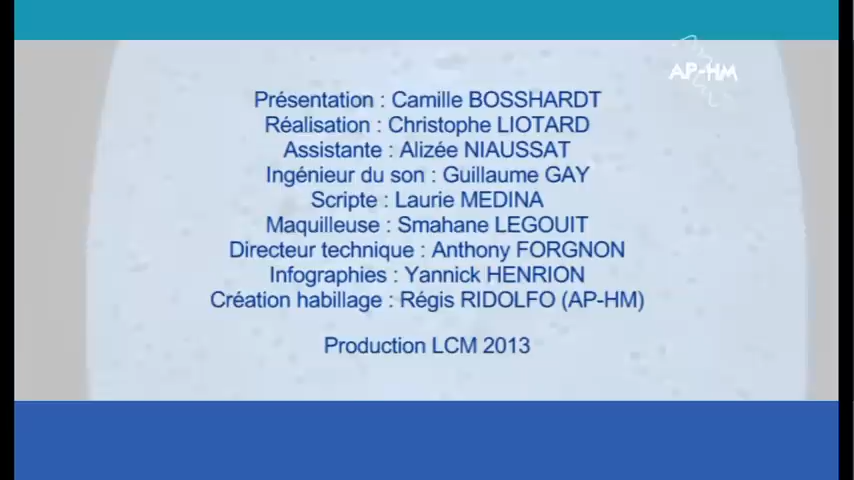 AP-HM
Présentation : Camille BOSSHARDT
Réalisation : Christophe LIOTARD
Assistante : Alizée NIAUSSAT
Ingénieur du son : Guillaume GAY
Scripte : Laurie MEDINA
Maquilleuse : Smahane LEGOUIT
Directeur technique : Anthony FORGNON
Infographies : Yannick HENRION
Création habillage : Régis RIDOLFO (AP-HM)
Production LCM 2013